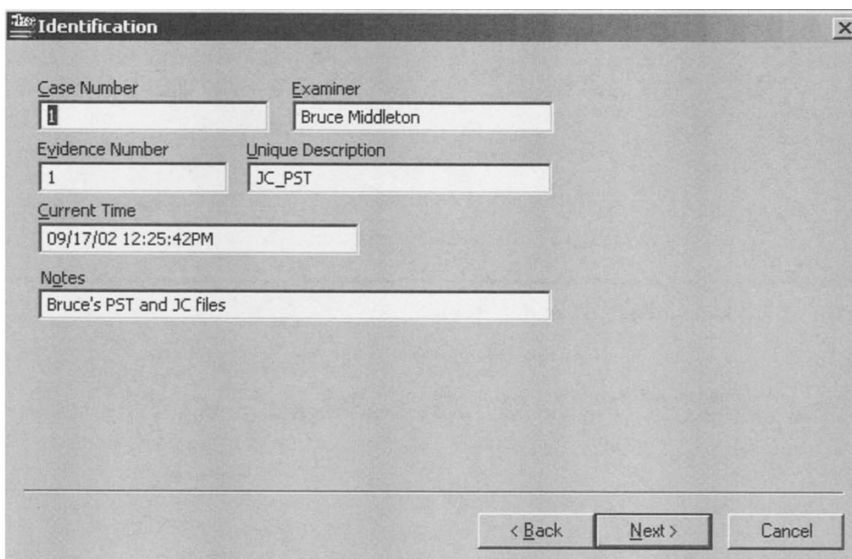 Identification
Case Number Examiner
1 Bruce Middleton
Evidence Number Unique Description
1 JC_PST
Current Time
09/17/02 12:25:42PM
Notes
Bruce's PST and JC files
< Back Next > Cancel